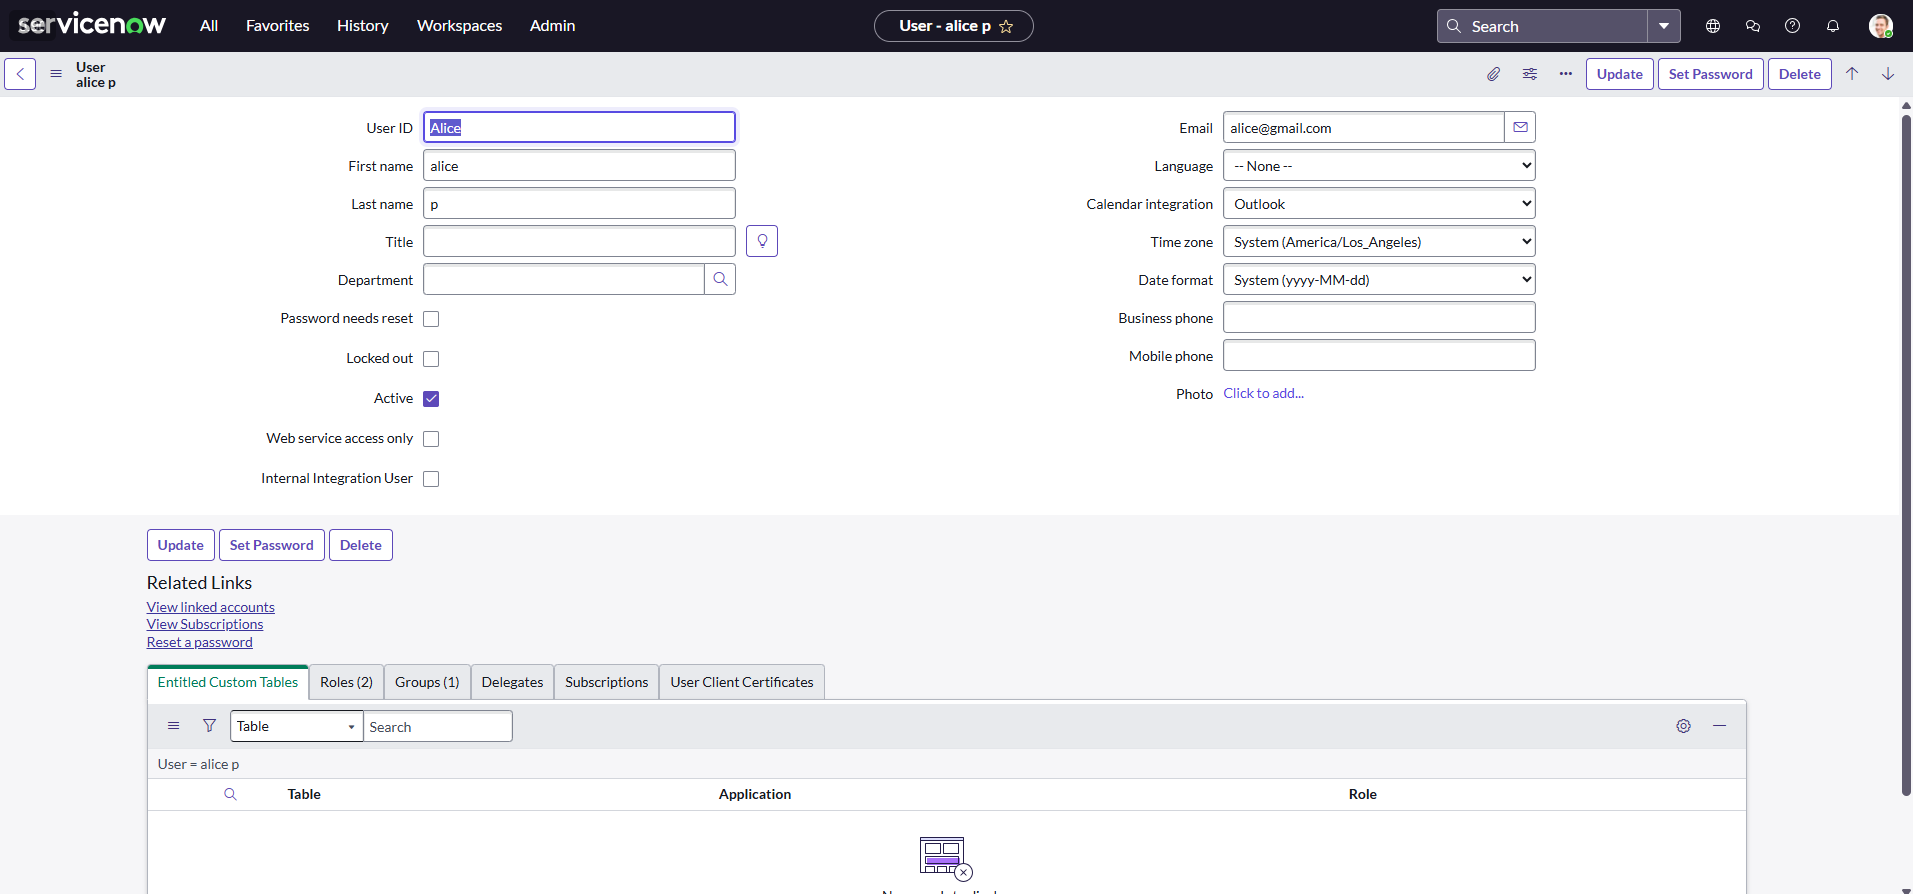 servicenow
All Favorites History Workspaces Admin
User - alice p
Search
User
alice p
Update Set Password Delete
User ID Alice
First name alice
Last name p
Title
Department
Password needs reset
Locked out
Active
Web service access only
Internal Integration User
Email alice@gmail.com
Language -- None --
Calendar integration Outlook
Time zone System (America/Los_Angeles)
Date format System (yyyy-MM-dd)
Business phone
Mobile phone
Photo Click to add...
Update Set Password Delete
Related Links
View linked accounts
View Subscriptions
Reset a password
Entitled Custom Tables Roles (2) Groups (1) Delegates Subscriptions User Client Certificates
Table Search
User = alice p
Table Application Role